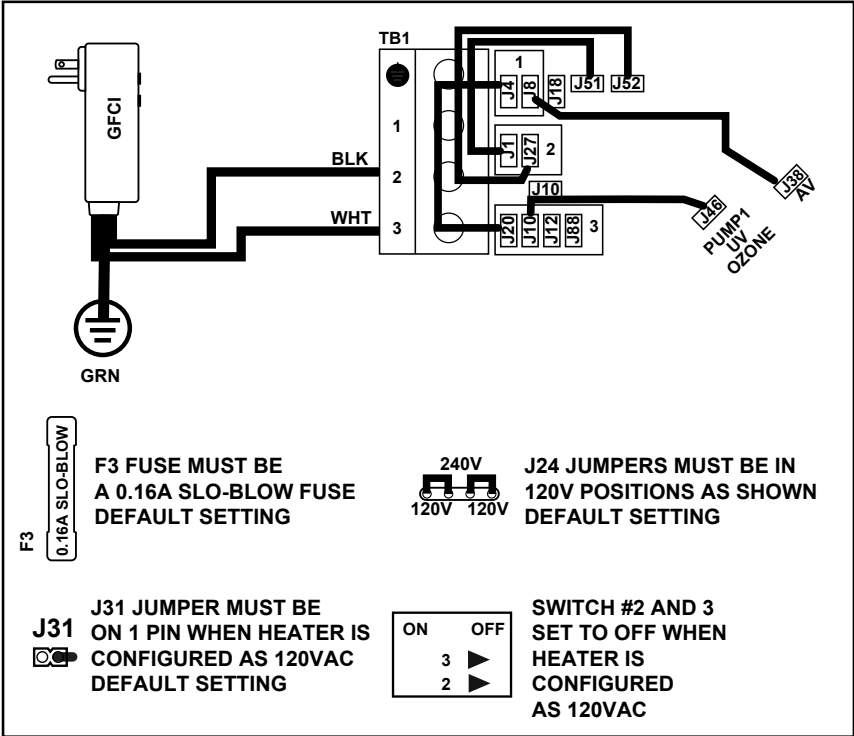 GFCI
BLK
WHT
GRN
TB1
1
2
3
1
J4
J8
J18
J51
J52
J1
J27
2
J10
J20
J10
J12
J88
3
J46
PUMP1
UV
OZONE
J38
AV
F3
0.16A SLO-BLOW
F3 FUSE MUST BE
A 0.16A SLO-BLOW FUSE
DEFAULT SETTING
240V
120V 120V
J24 JUMPERS MUST BE IN
120V POSITIONS AS SHOWN
DEFAULT SETTING
J31
J31 JUMPER MUST BE
ON 1 PIN WHEN HEATER IS
CONFIGURED AS 120VAC
DEFAULT SETTING
ON OFF
3
2
SWITCH #2 AND 3
SET TO OFF WHEN
HEATER IS
CONFIGURED
AS 120VAC